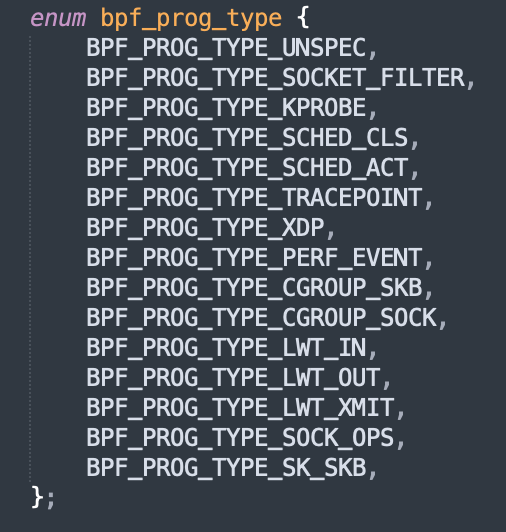 enum bpf_prog_type {
    BPF_PROG_TYPE_UNSPEC,
    BPF_PROG_TYPE_SOCKET_FILTER,
    BPF_PROG_TYPE_KPROBE,
    BPF_PROG_TYPE_SCHED_CLS,
    BPF_PROG_TYPE_SCHED_ACT,
    BPF_PROG_TYPE_TRACEPOINT,
    BPF_PROG_TYPE_XDP,
    BPF_PROG_TYPE_PERF_EVENT,
    BPF_PROG_TYPE_CGROUP_SKB,
    BPF_PROG_TYPE_CGROUP_SOCK,
    BPF_PROG_TYPE_LWT_IN,
    BPF_PROG_TYPE_LWT_OUT,
    BPF_PROG_TYPE_LWT_XMIT,
    BPF_PROG_TYPE_SOCK_OPS,
    BPF_PROG_TYPE_SK_SKB,
};